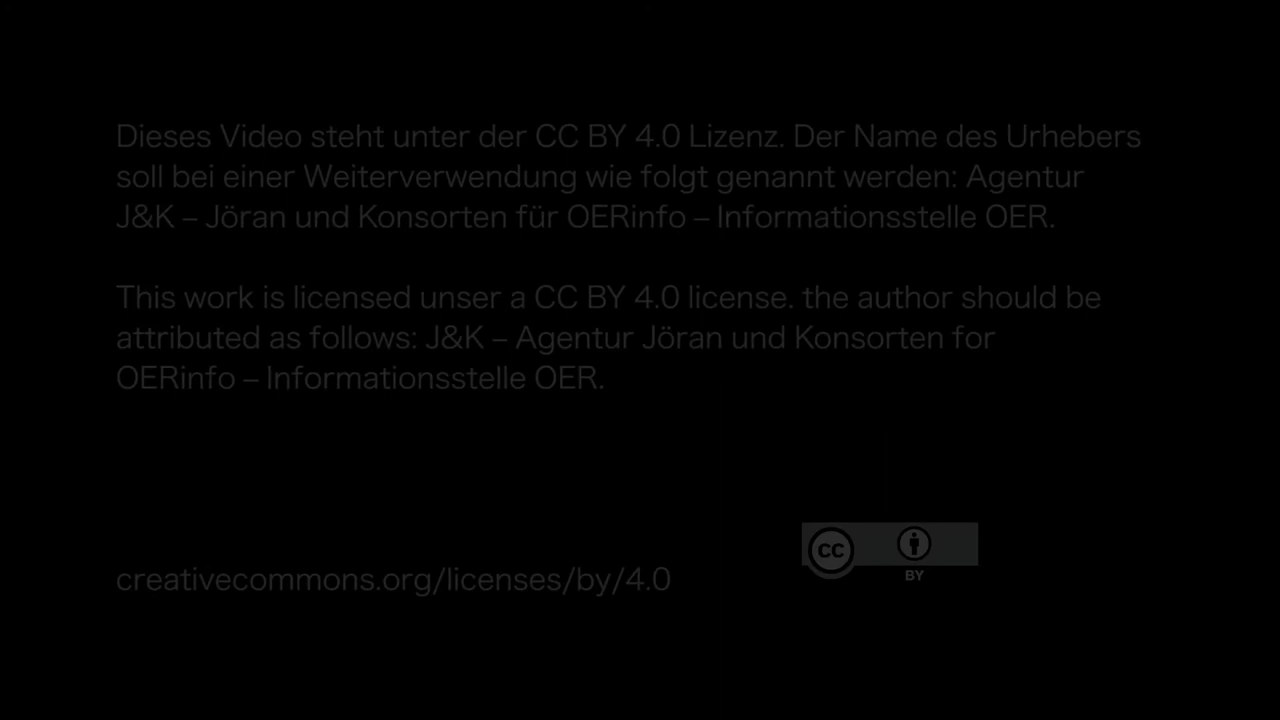 Dieses Video steht unter der CC BY 4.0 Lizenz. Der Name des Urhebers
soll bei einer Weiterverwendung wie folgt genannt werden: Agentur
J&K – Jöran und Konsorten für OERinfo – Informationsstelle OER.
This work is licensed unser a CC BY 4.0 license. the author should be
attributed as follows: J&K – Agentur Jöran und Konsorten for
OERinfo – Informationsstelle OER.
creativecommons.org/licenses/by/4.0
cc
BY